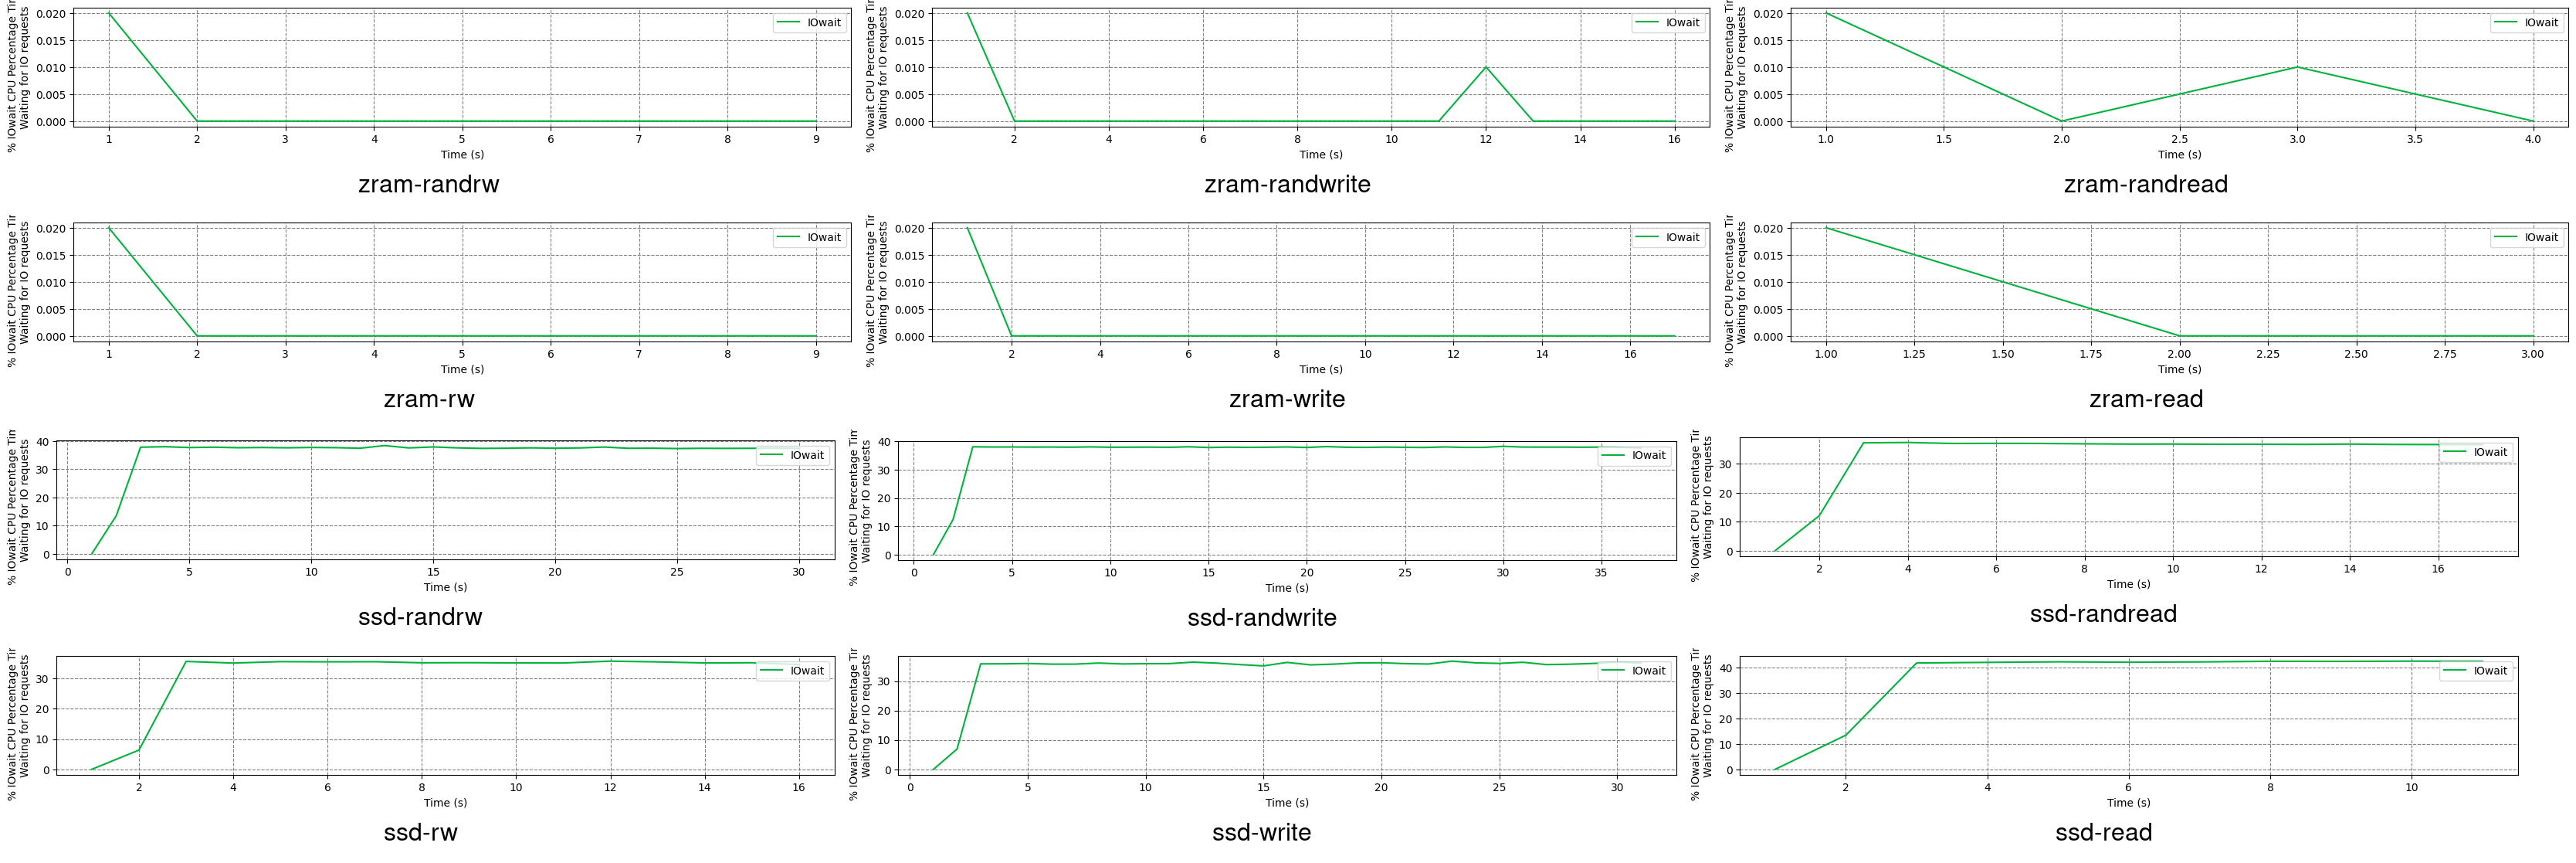 % IOwait CPU Percentage Tir
Waiting for IO requests
0.020
0.015
0.010
0.005
0.000
IOwait
1 2 3 4 5 6 7 8 9
Time (s)
zram-randrw
% IOwait CPU Percentage Tir
Waiting for IO requests
0.020
0.015
0.010
0.005
0.000
IOwait
2 4 6 8 10 12 14 16
Time (s)
zram-randwrite
% IOwait CPU Percentage Tir
Waiting for IO requests
0.020
0.015
0.010
0.005
0.000
IOwait
1.0 1.5 2.0 2.5 3.0 3.5 4.0
Time (s)
zram-randread
% IOwait CPU Percentage Tir
Waiting for IO requests
0.020
0.015
0.010
0.005
0.000
IOwait
1 2 3 4 5 6 7 8 9
Time (s)
zram-rw
% IOwait CPU Percentage Tir
Waiting for IO requests
0.020
0.015
0.010
0.005
0.000
IOwait
2 4 6 8 10 12 14 16
Time (s)
zram-write
% IOwait CPU Percentage Tir
Waiting for IO requests
0.020
0.015
0.010
0.005
0.000
IOwait
1.00 1.25 1.50 1.75 2.00 2.25 2.50 2.75 3.00
Time (s)
zram-read
% IOwait CPU Percentage Tir
Waiting for IO requests
40
30
20
10
0
IOwait
0 5 10 15 20 25 30
Time (s)
ssd-randrw
% IOwait CPU Percentage Tim
Waiting for IO requests
40
30
20
10
0
IOwait
0 5 10 15 20 25 30 35
Time (s)
ssd-randwrite
% IOwait CPU Percentage Tim
Waiting for IO requests
30
20
10
0
IOwait
2 4 6 8 10 12 14 16
Time (s)
ssd-randread
% IOwait CPU Percentage Tir
Waiting for IO requests
30
20
10
0
IOwait
2 4 6 8 10 12 14 16
Time (s)
ssd-rw
% IOwait CPU Percentage Tir
Waiting for IO requests
30
20
10
0
IOwait
0 5 10 15 20 25 30
Time (s)
ssd-write
% IOwait CPU Percentage Tir
Waiting for IO requests
40
30
20
10
0
IOwait
2 4 6 8 10
Time (s)
ssd-read